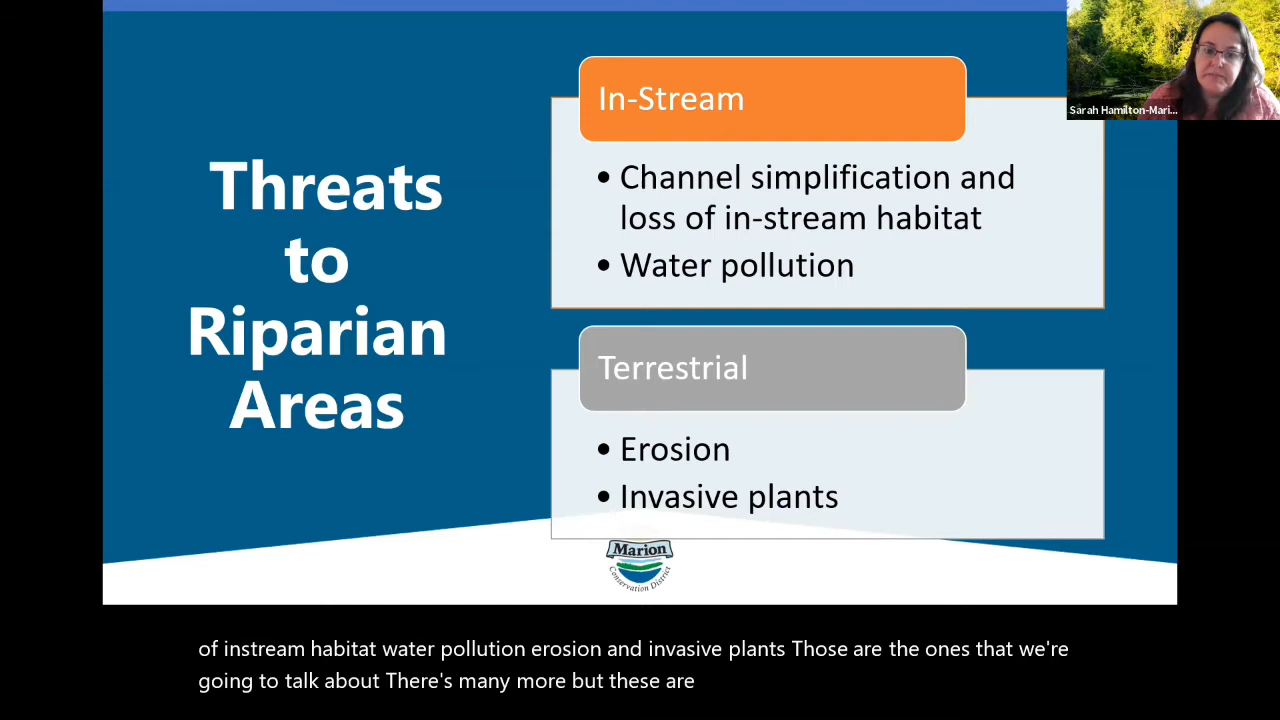 Threats
to
Riparian
Areas
In-Stream
• Channel simplification and
loss of in-stream habitat
• Water pollution
Terrestrial
• Erosion
• Invasive plants
Marion
Conservation District
Sarah Hamilton-Mari...
of instream habitat water pollution erosion and invasive plants Those are the ones that we're
going to talk about There's many more but these are